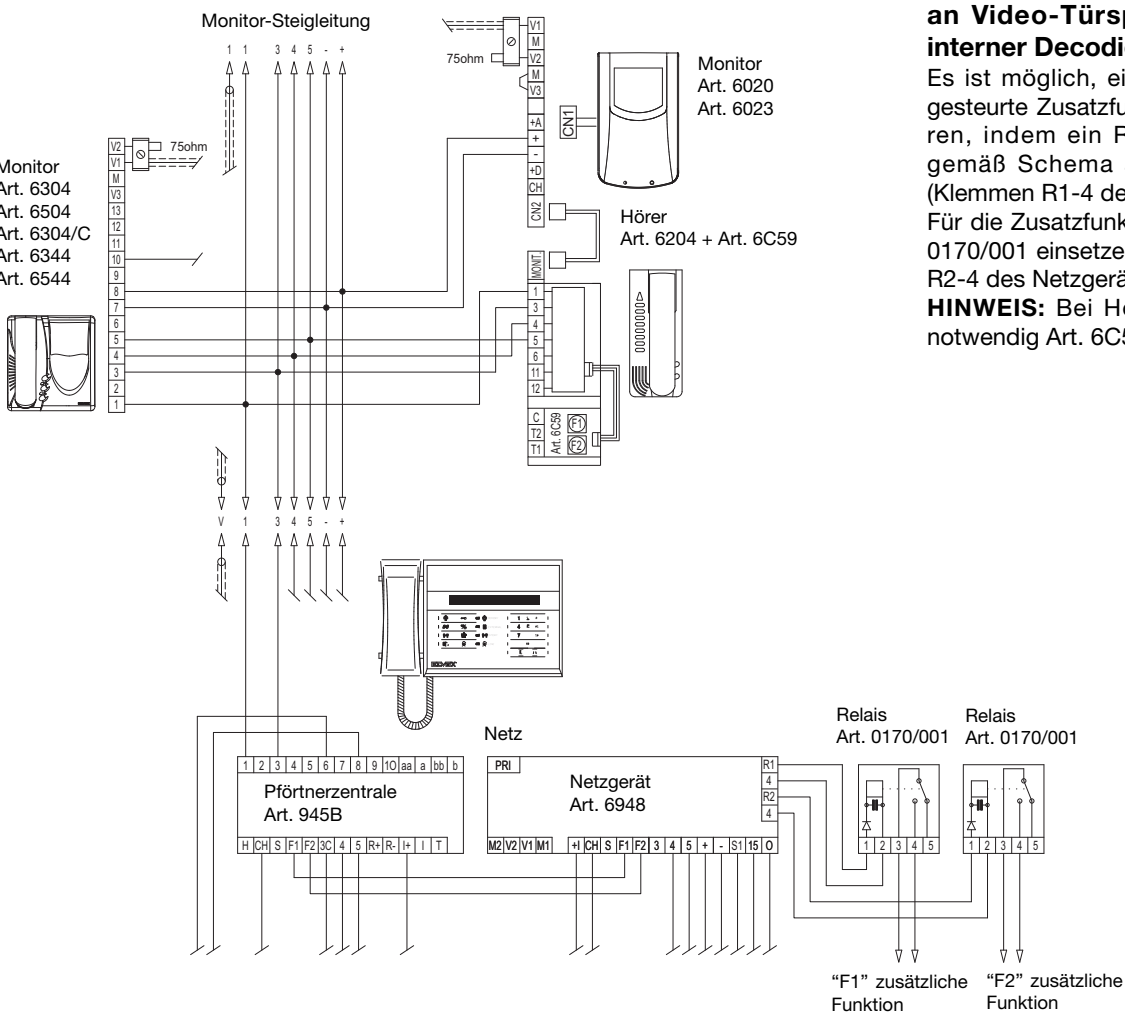 Monitor-Steigleitung
1 1 3 4 5 - +
75ohm
V1
M
V2
M
V3
+A
+
-
+D
CH
CN2
CN1
Monitor
Art. 6020
Art. 6023
an Video-Türsp
interner Decodie
Es ist möglich, ei
gesteurte Zusatzfu
ren, indem ein R
gemäß Schema
(Klemmen R1-4 de
Für die Zusatzfunk
0170/001 einsetze
R2-4 des Netzgerä
HINWEIS: Bei Hö
notwendig Art. 6C5
Monitor
Art. 6304
Art. 6504
Art. 6304/C
Art. 6344
Art. 6544
V2
V1
M
V3
13
12
11
10
9
8
7
6
5
4
3
2
1
75ohm
Hörer
Art. 6204 + Art. 6C59
MONIT.
1
3
4
5
6
11
12
C
T2
T1
Art. 6C59
F1
F2
V 1 3 4 5 - +
Netz
1 2 3 4 5 6 7 8 9 10 aa a bb b
Pförtnerzentrale
Art. 945B
H CH S F1 F2 3C 4 5 R+ R- I+ I T
PRI
Netzgerät
Art. 6948
R1
4
R2
4
M2 V2 V1 M1 +I CH S F1 F2 3 4 5 + - S1 15 O
Relais
Art. 0170/001
1 2 3 4 5
Relais
Art. 0170/001
1 2 3 4 5
“F1” zusätzliche
Funktion
“F2” zusätzliche
Funktion